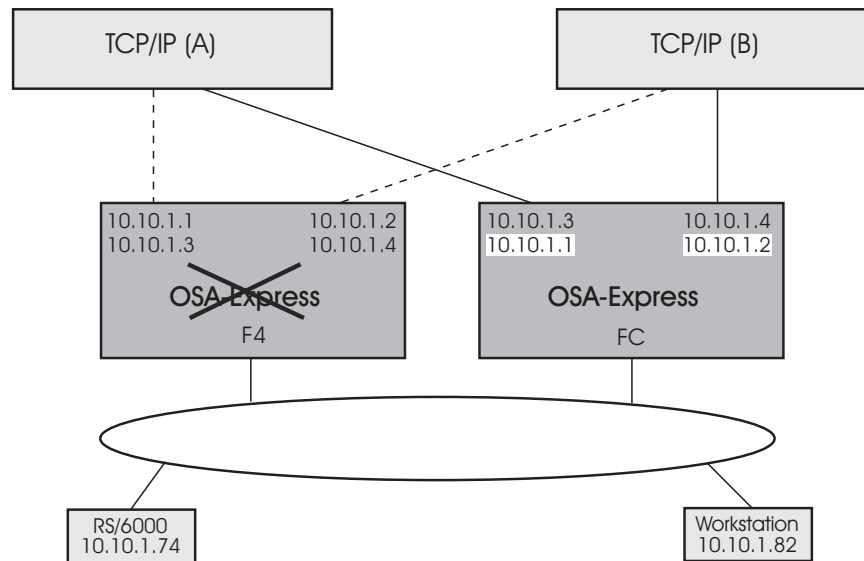 TCP/IP (A)
TCP/IP (B)
10.10.1.1
10.10.1.2
10.10.1.3
10.10.1.4
OSA-Express
F4
10.10.1.3
10.10.1.4
10.10.1.1
10.10.1.2
OSA-Express
FC
RS/6000
10.10.1.74
Workstation
10.10.1.82